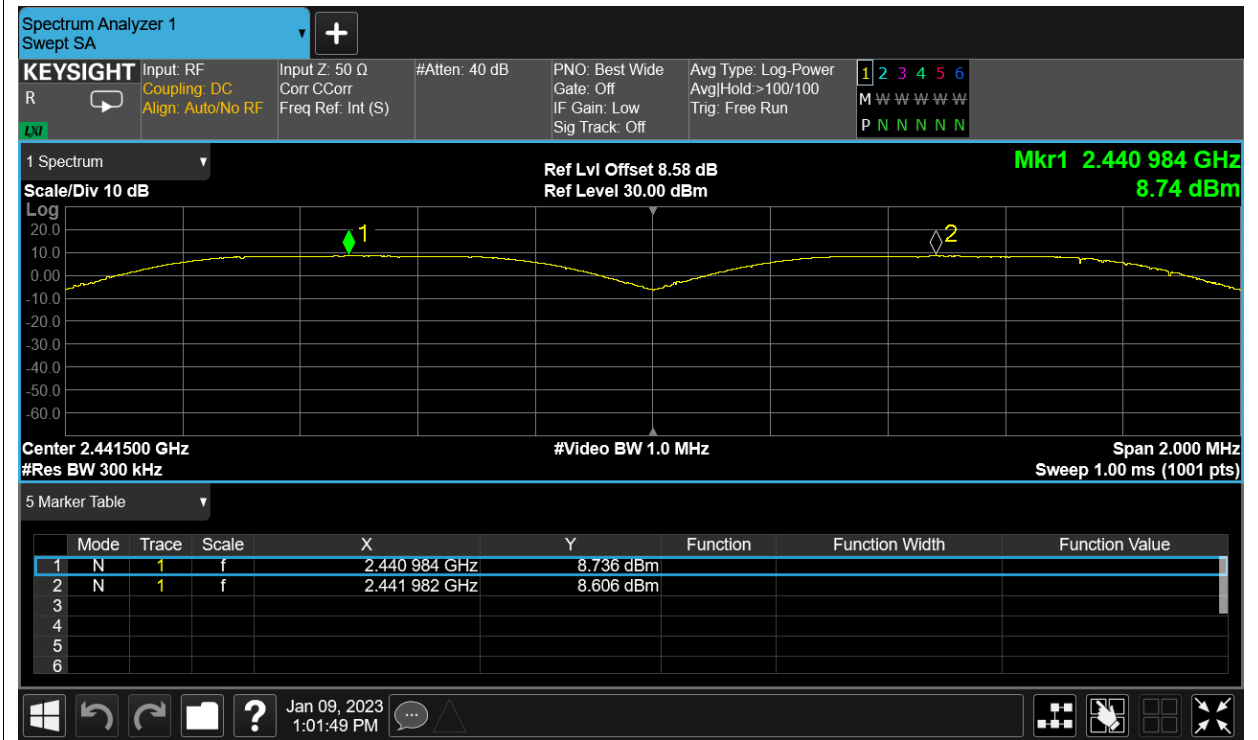 Spectrum Analyzer 1
Swept SA
+
KEYSIGHT
R
LXI
Input: RF
Coupling: DC
Align: Auto/No RF
Input Z: 50 Ω
Corr CCorr
Freq Ref: Int (S)
#Atten: 40 dB
PNO: Best Wide
Gate: Off
IF Gain: Low
Sig Track: Off
Avg Type: Log-Power
Avg|Hold:>100/100
Trig: Free Run
1 2 3 4 5 6
M W W W W W
P N N N N N
1 Spectrum
Scale/Div 10 dB
Ref Lvl Offset 8.58 dB
Ref Level 30.00 dBm
Mkr1 2.440 984 GHz
8.74 dBm
Log
20.0
10.0
0.00
-10.0
-20.0
-30.0
-40.0
-50.0
-60.0
1
2
Center 2.441500 GHz
#Video BW 1.0 MHz
Span 2.000 MHz
#Res BW 300 kHz
Sweep 1.00 ms (1001 pts)
5 Marker Table
Mode Trace Scale X Y Function Function Width Function Value
1 N 1 f 2.440 984 GHz 8.736 dBm
2 N 1 f 2.441 982 GHz 8.606 dBm
3
4
5
6
?
Jan 09, 2023
1:01:49 PM